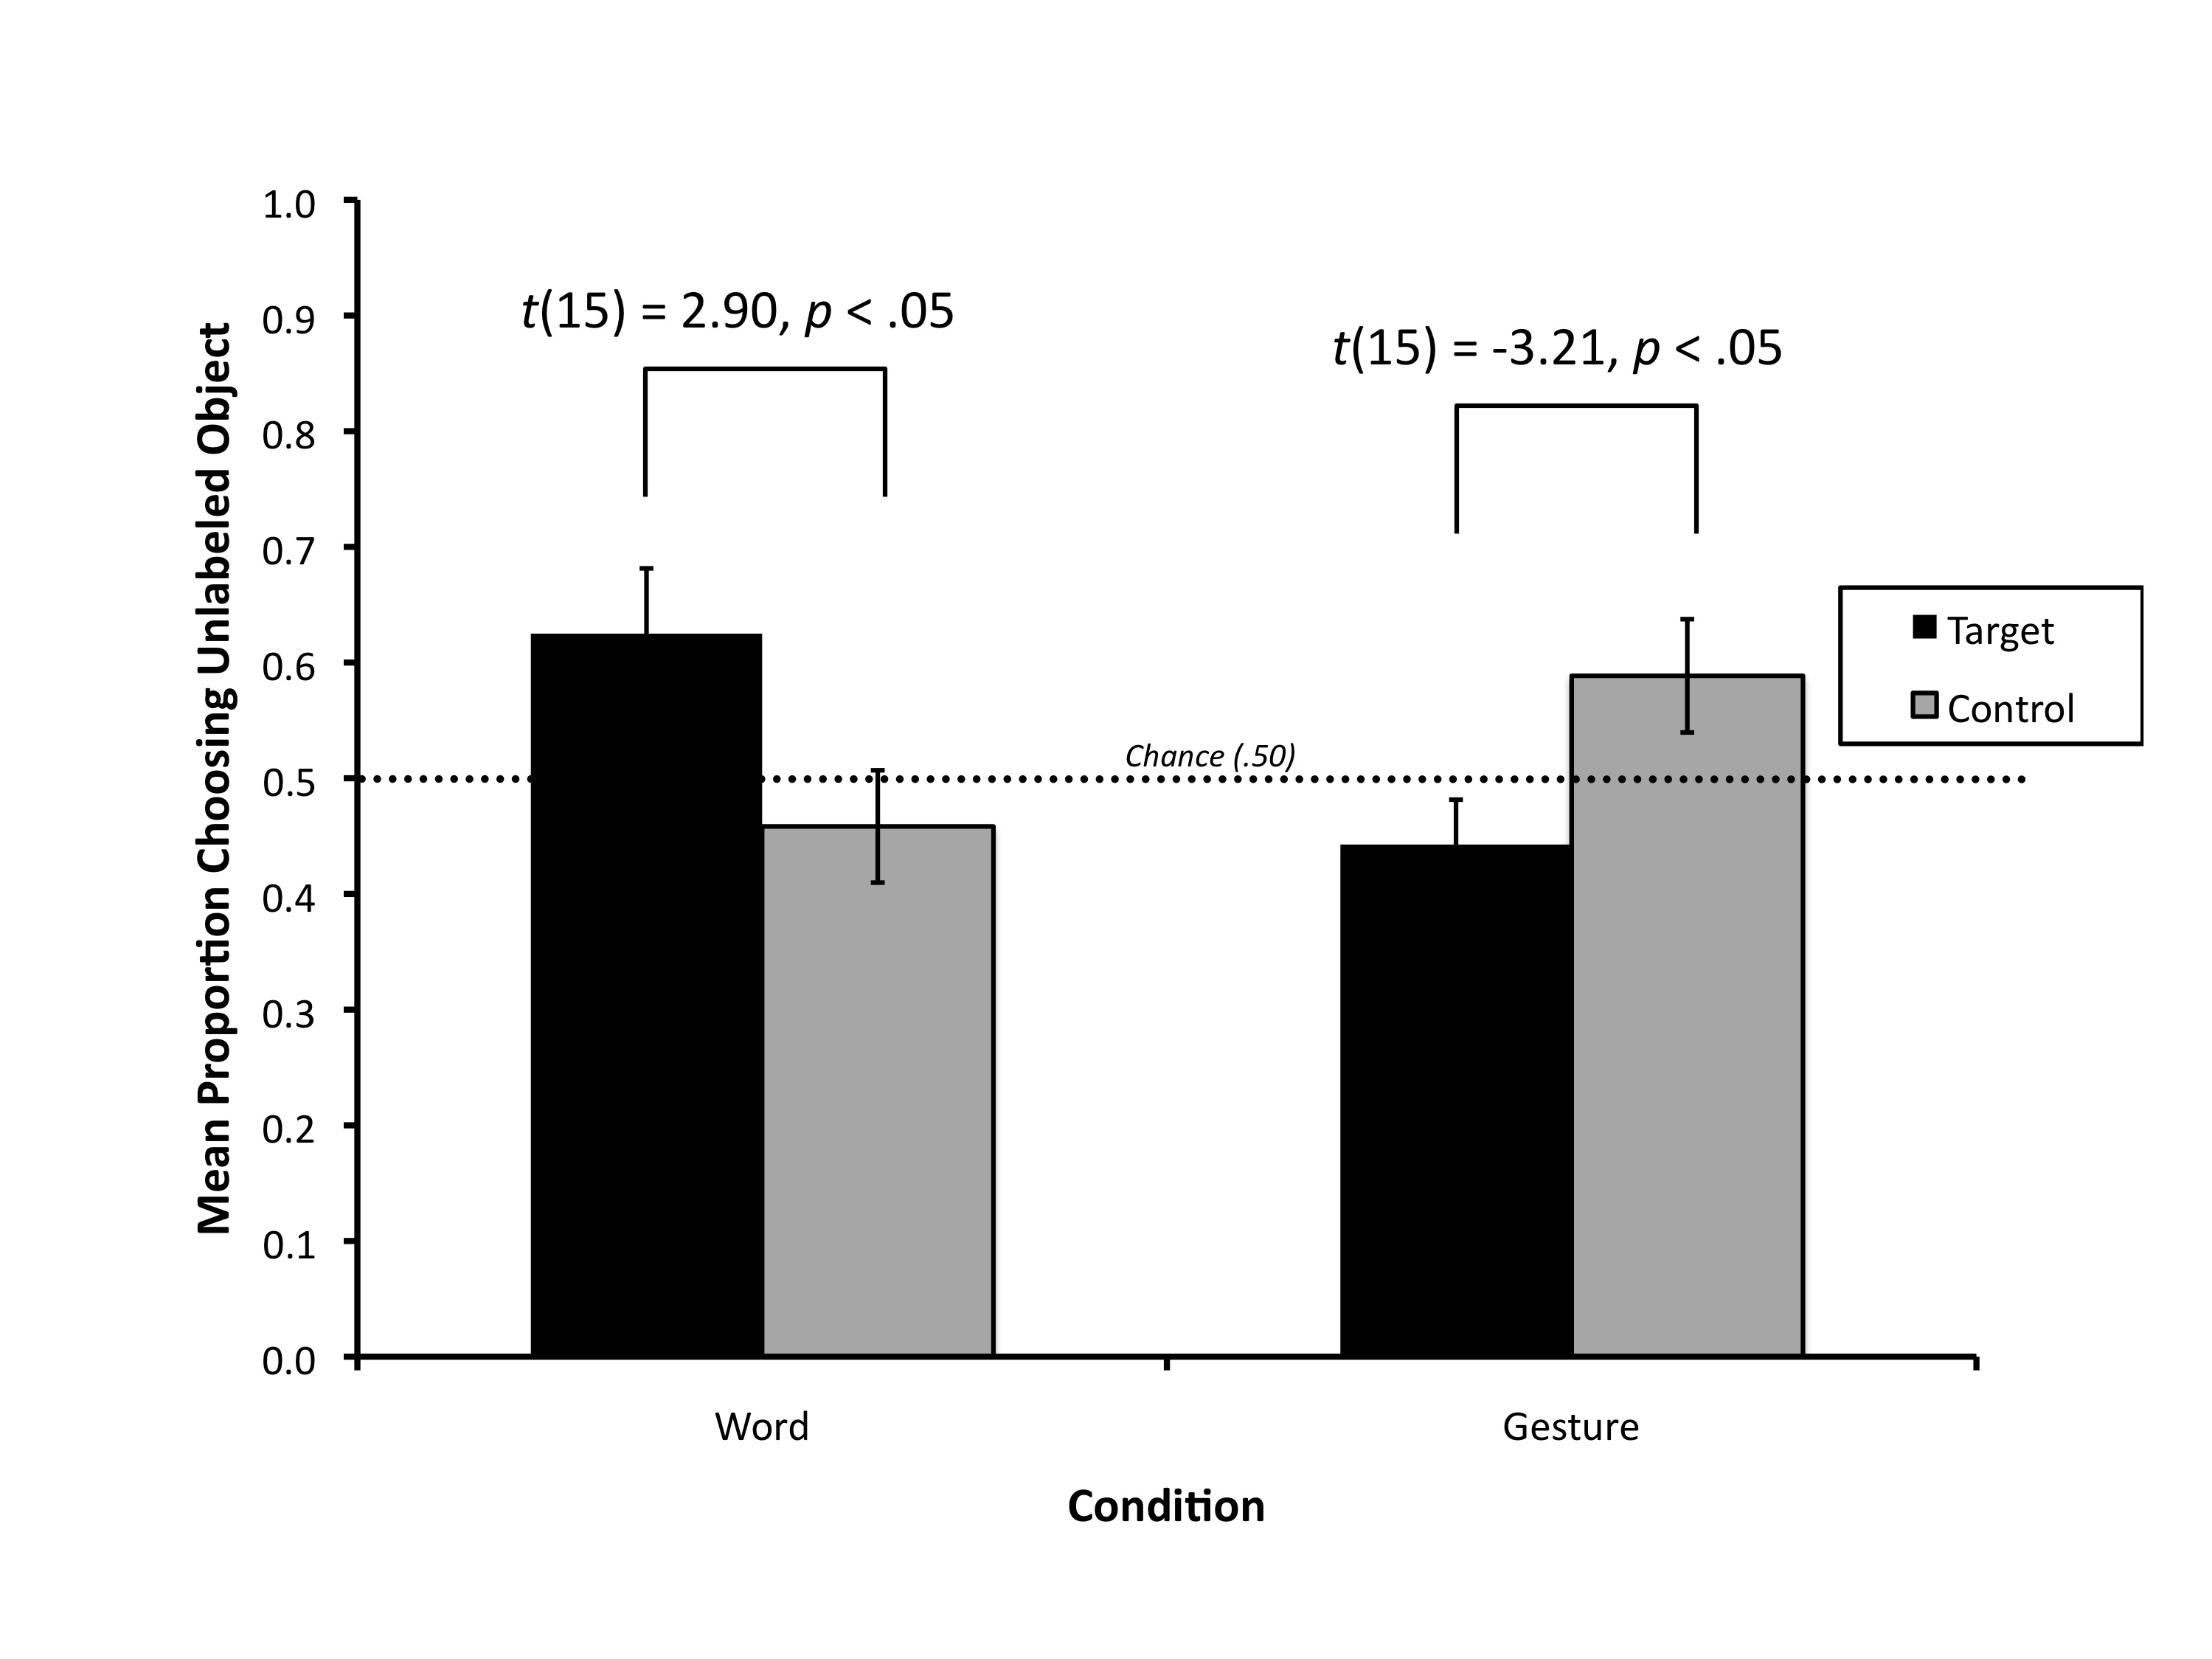 Mean Proportion Choosing Unlabeled Object
1.0
0.9
0.8
0.7
0.6
0.5
0.4
0.3
0.2
0.1
0.0
t(15) = 2.90, p < .05
t(15) = -3.21, p < .05
Chance (.50)
Target
Control
Word
Gesture
Condition